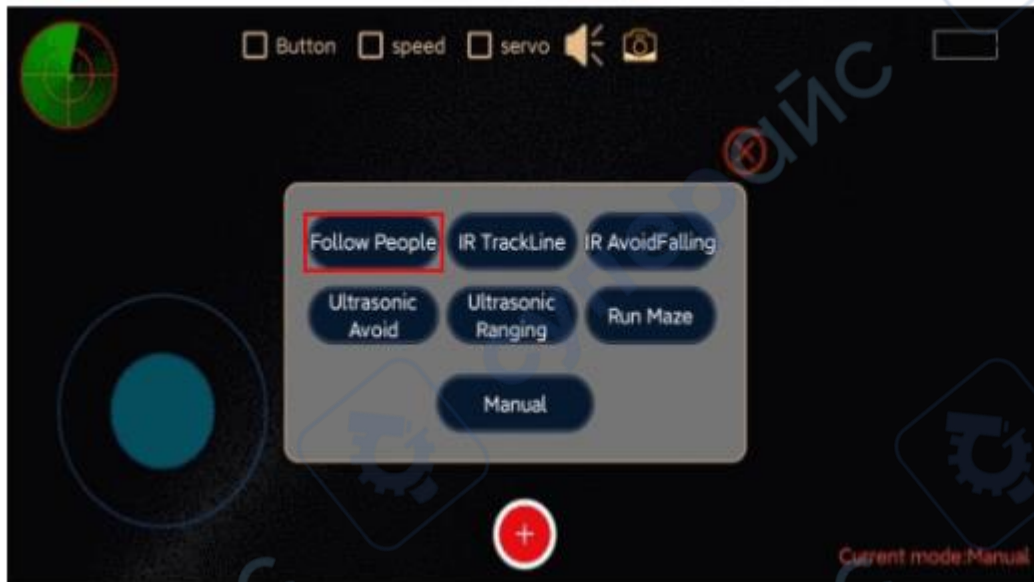 Button speed servo
Follow People IR TrackLine IR AvoidFalling
Ultrasonic Avoid
Ultrasonic Ranging
Run Maze
Manual
Current mode:Manual